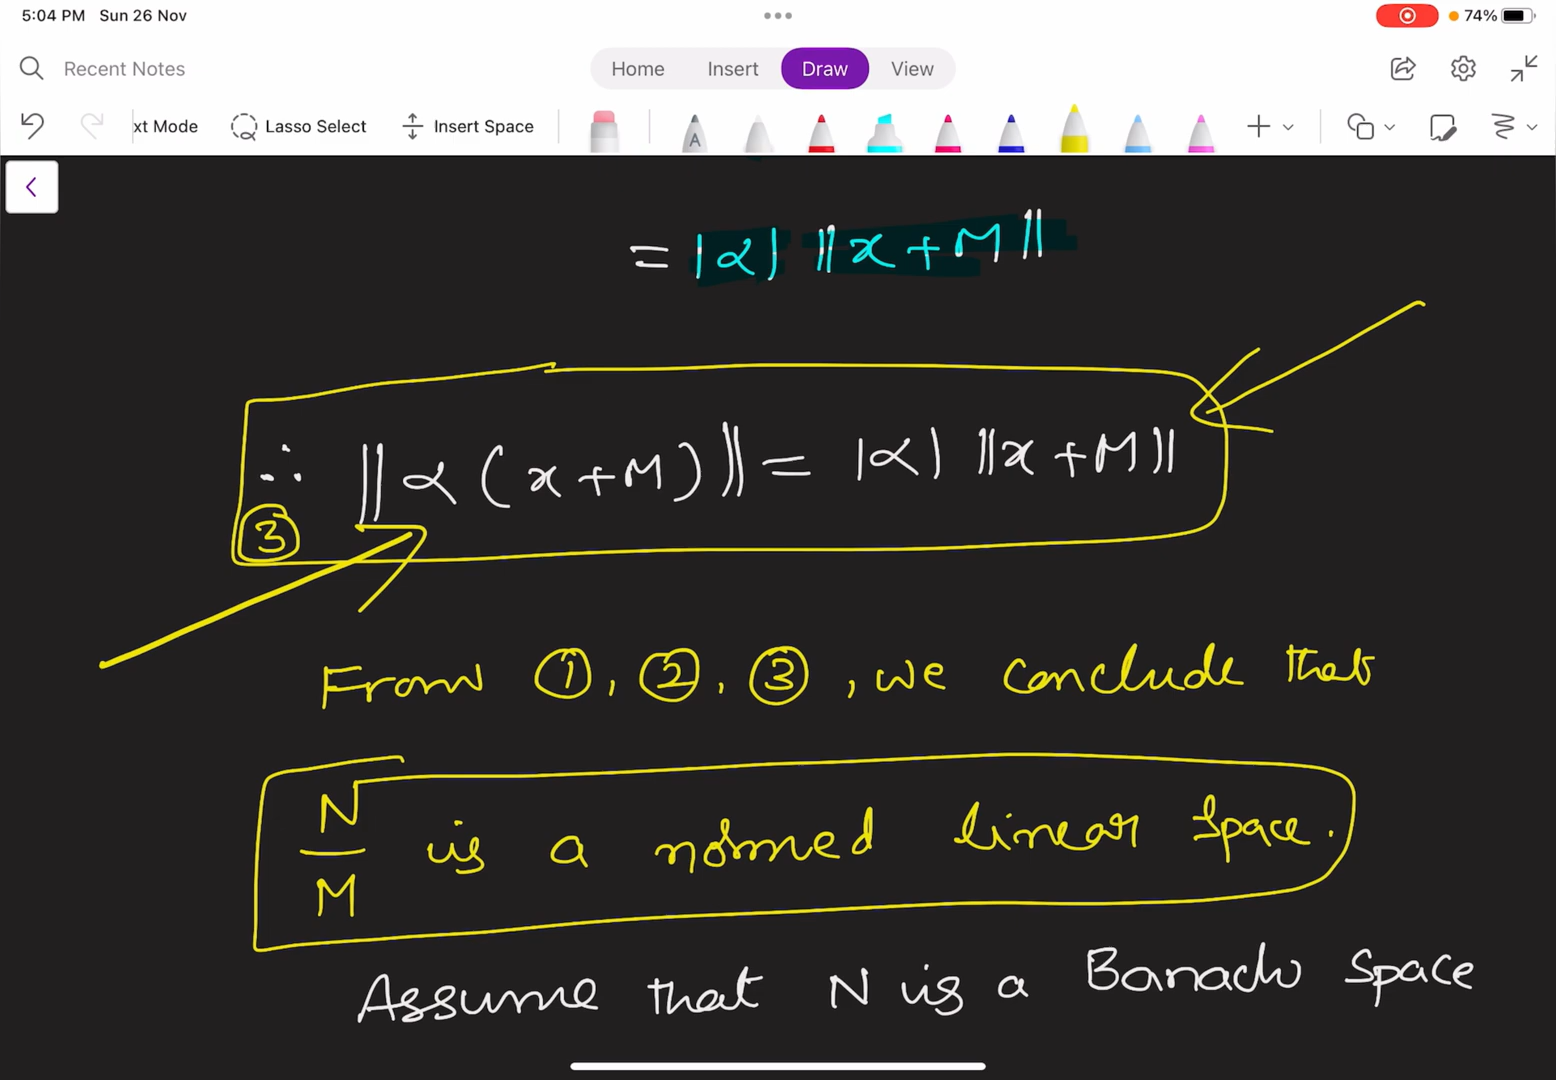 5:04 PM Sun 26 Nov
74%
Recent Notes
Home Insert Draw View
xt Mode Lasso Select Insert Space
A
= |α| ||x+M||
∴ ||α(x+M)|| = |α| ||x+M||
③
From ①, ②, ③, we conclude that
N/M is a normed linear space.
Assume that N is a Banach Space